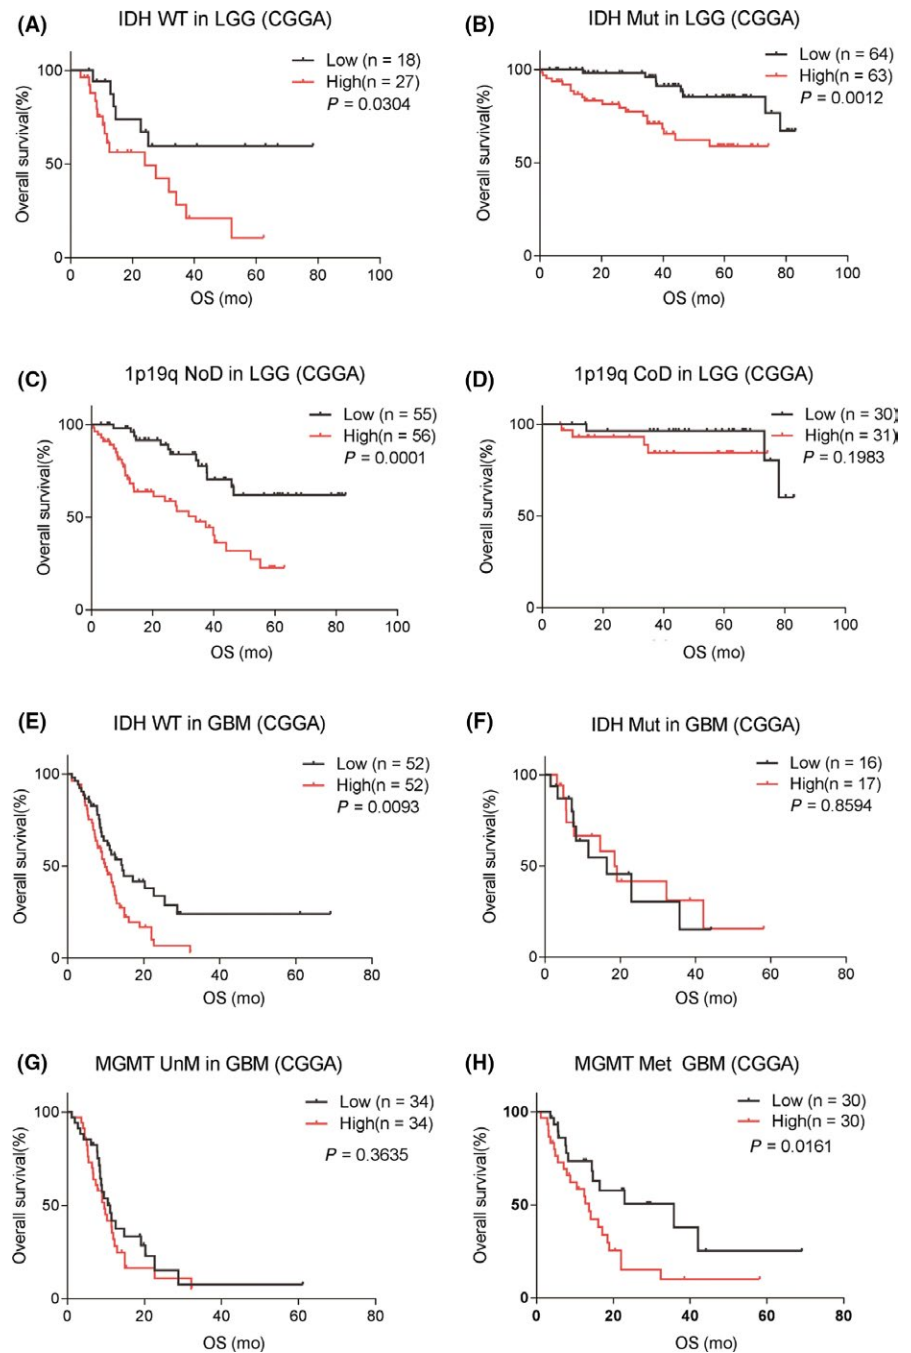 (A)
IDH WT in LGG (CGGA)
Low (n = 18)
High(n = 27)
P = 0.0304
Overall survival(%)
100
50
0
0 20 40 60 80 100
OS (mo)
(B)
IDH Mut in LGG (CGGA)
Low (n = 64)
High(n = 63)
P = 0.0012
Overall survival(%)
100
50
0
0 20 40 60 80 100
OS (mo)
(C)
1p19q NoD in LGG (CGGA)
Low (n = 55)
High(n = 56)
P = 0.0001
Overall survival(%)
100
50
0
0 20 40 60 80 100
OS (mo)
(D)
1p19q CoD in LGG (CGGA)
Low (n = 30)
High(n = 31)
P = 0.1983
Overall survival(%)
100
50
0
0 20 40 60 80 100
OS (mo)
(E)
IDH WT in GBM (CGGA)
Low (n = 52)
High(n = 52)
P = 0.0093
Overall survival(%)
100
50
0
0 20 40 60 80
OS (mo)
(F)
IDH Mut in GBM (CGGA)
Low (n = 16)
High(n = 17)
P = 0.8594
Overall survival(%)
100
50
0
0 20 40 60 80
OS (mo)
(G)
MGMT UnM in GBM (CGGA)
Low (n = 34)
High(n = 34)
P = 0.3635
Overall survival(%)
100
50
0
0 20 40 60 80
OS (mo)
(H)
MGMT Met GBM (CGGA)
Low (n = 30)
High(n = 30)
P = 0.0161
Overall survival(%)
100
50
0
0 20 40 60 80
OS (mo)